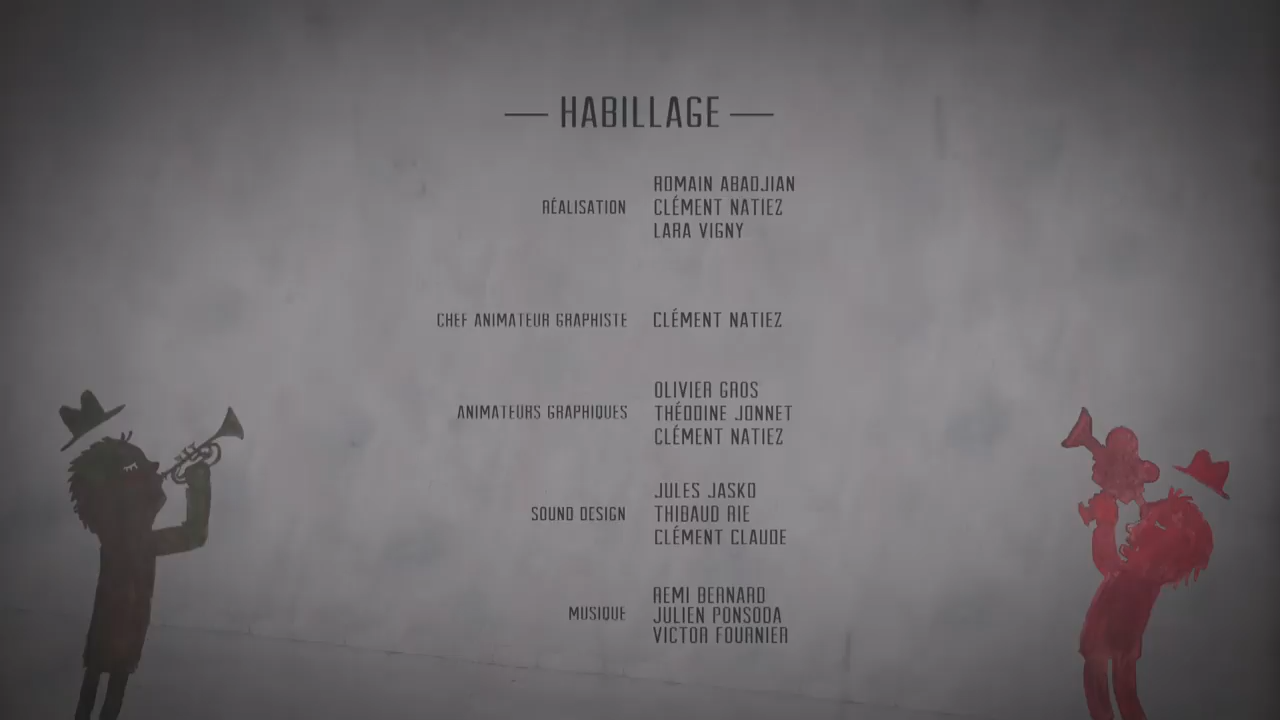 — HABILLAGE —
RÉALISATION
ROMAIN ABADJIAN
CLÉMENT NATIEZ
LARA VIGNY
CHEF ANIMATEUR GRAPHISTE
CLÉMENT NATIEZ
ANIMATEURS GRAPHIQUES
OLIVIER GROS
THÉODINE JONNET
CLÉMENT NATIEZ
SOUND DESIGN
JULES JASKO
THIBAUD RIE
CLÉMENT CLAUDE
MUSIQUE
REMI BERNARD
JULIEN PONSODA
VICTOR FOURNIER